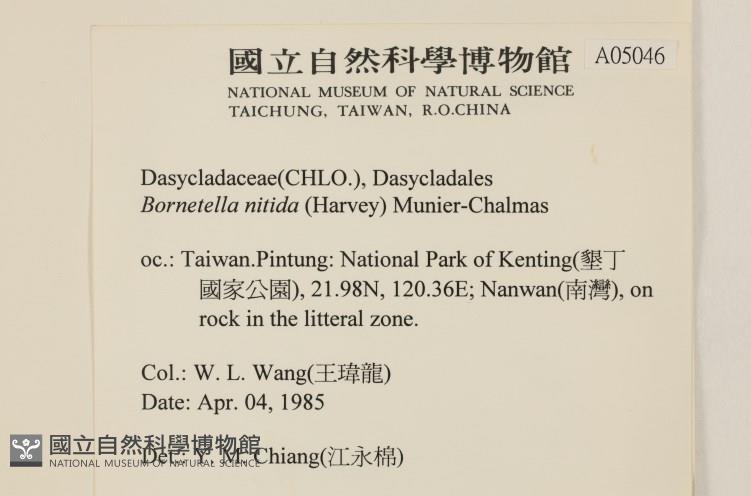 國立自然科學博物館
A05046
NATIONAL MUSEUM OF NATURAL SCIENCE
TAICHUNG, TAIWAN, R.O.CHINA
Dasycladaceae(CHLO.), Dasycladales
Bornetella nitida (Harvey) Munier-Chalmas
oc.: Taiwan.Pintung: National Park of Kenting(墾丁
國家公園), 21.98N, 120.36E; Nanwan(南灣), on
rock in the litteral zone.
Col.: W. L. Wang(王瑋龍)
Date: Apr. 04, 1985
Det.: Y. M. Chiang(江永棉)
國立自然科學博物館
NATIONAL MUSEUM OF NATURAL SCIENCE